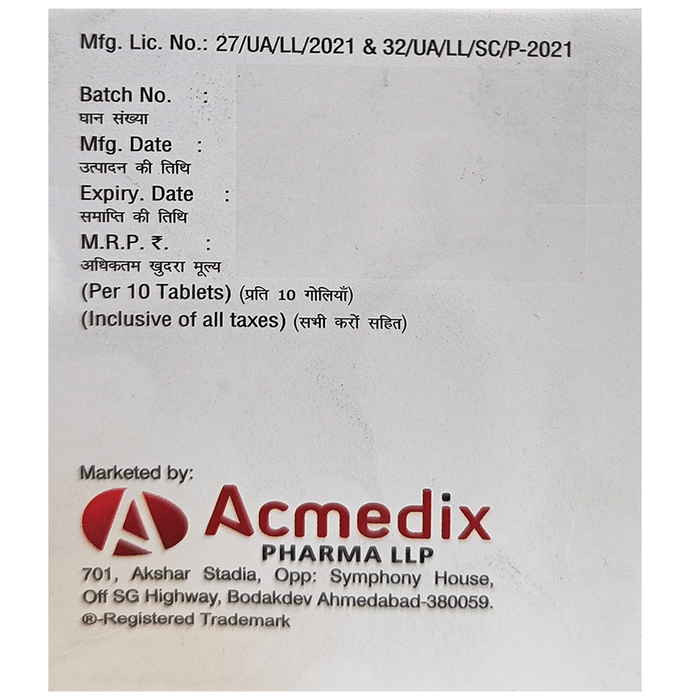 Mfg. Lic. No.: 27/UA/LL/2021 & 32/UA/LL/SC/P-2021
Batch No. :
घान संख्या
Mfg. Date :
उत्पादन की तिथि
Expiry. Date :
समाप्ति की तिथि
M.R.P. ₹. :
अधिकतम खुदरा मूल्य
(Per 10 Tablets) (प्रति 10 गोलियाँ)
(Inclusive of all taxes) (सभी करों सहित)
Marketed by:
Acmedix
PHARMA LLP
701, Akshar Stadia, Opp: Symphony House,
Off SG Highway, Bodakdev Ahmedabad-380059.
®-Registered Trademark